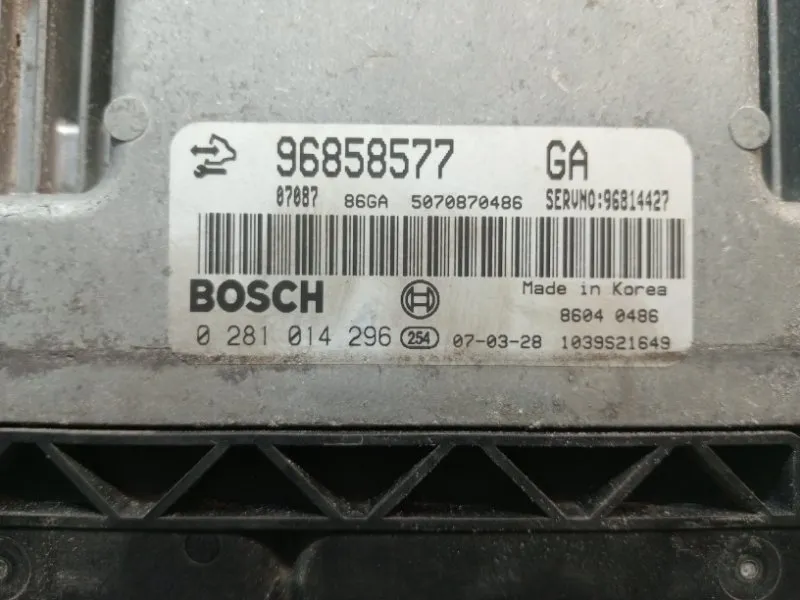 96858577 GA
07087 86GA 5070870486 SERVNO:96814427
BOSCH
Made in Korea
8604 0486
0 281 014 296 254 07-03-28 1039S21649